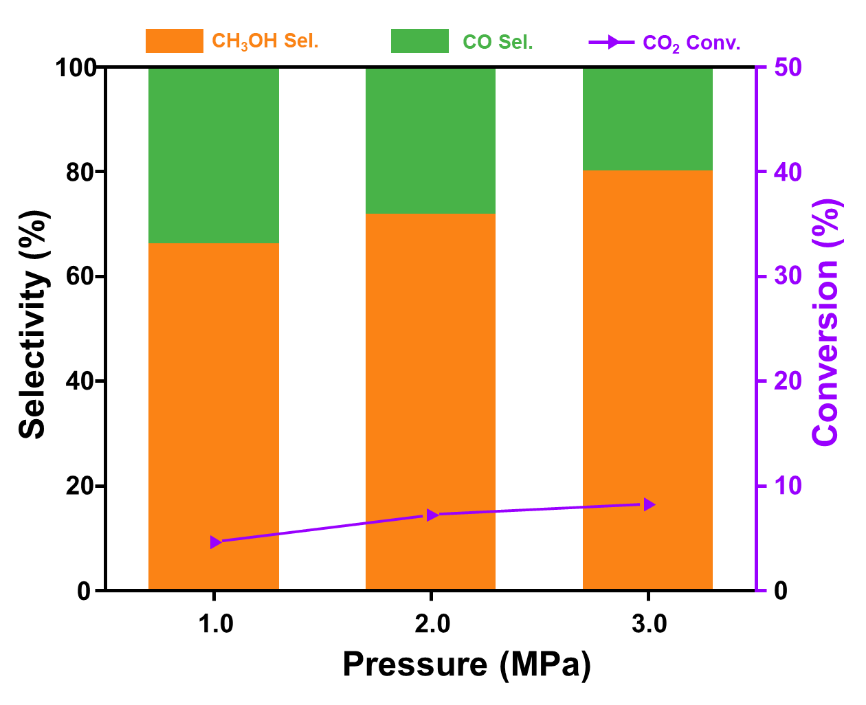 CH₃OH Sel. CO Sel. CO₂ Conv.
100 50
80 40
60 30
40 20
20 10
0 0
Selectivity (%)
Conversion (%)
1.0 2.0 3.0
Pressure (MPa)